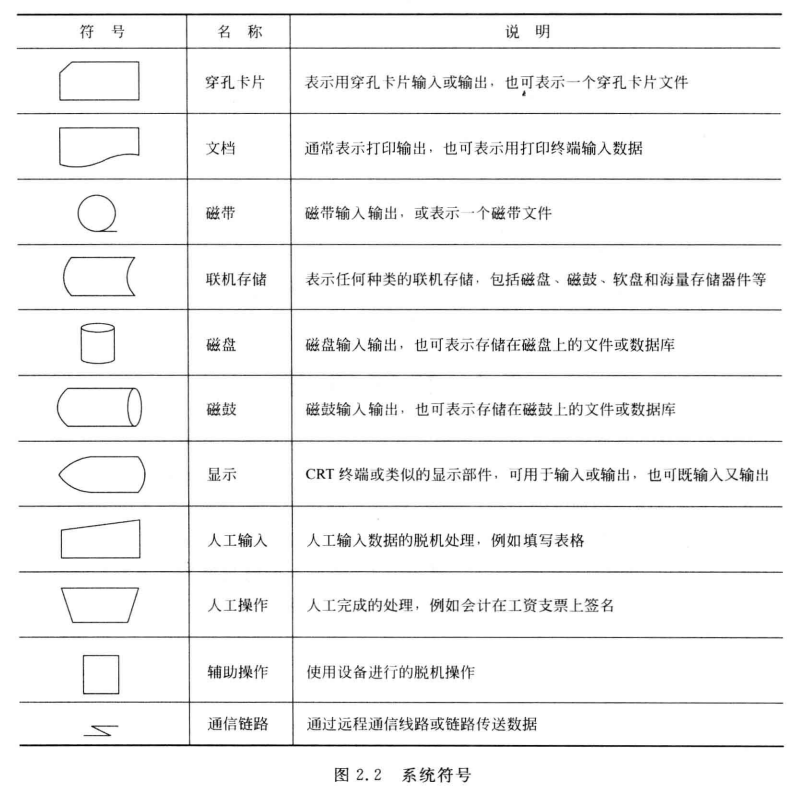 符 号 名 称 说 明
穿孔卡片 表示用穿孔卡片输入或输出，也可表示一个穿孔卡片文件
文档 通常表示打印输出，也可表示用打印终端输入数据
磁带 磁带输入输出，或表示一个磁带文件
联机存储 表示任何种类的联机存储，包括磁盘、磁鼓、软盘和海量存储器件等
磁盘 磁盘输入输出，也可表示存储在磁盘上的文件或数据库
磁鼓 磁鼓输入输出，也可表示存储在磁鼓上的文件或数据库
显示 CRT 终端或类似的显示部件，可用于输入或输出，也可既输入又输出
人工输入 人工输入数据的脱机处理，例如填写表格
人工操作 人工完成的处理，例如会计在工资支票上签名
辅助操作 使用设备进行的脱机操作
通信链路 通过远程通信线路或链路传送数据
图 2.2 系统符号